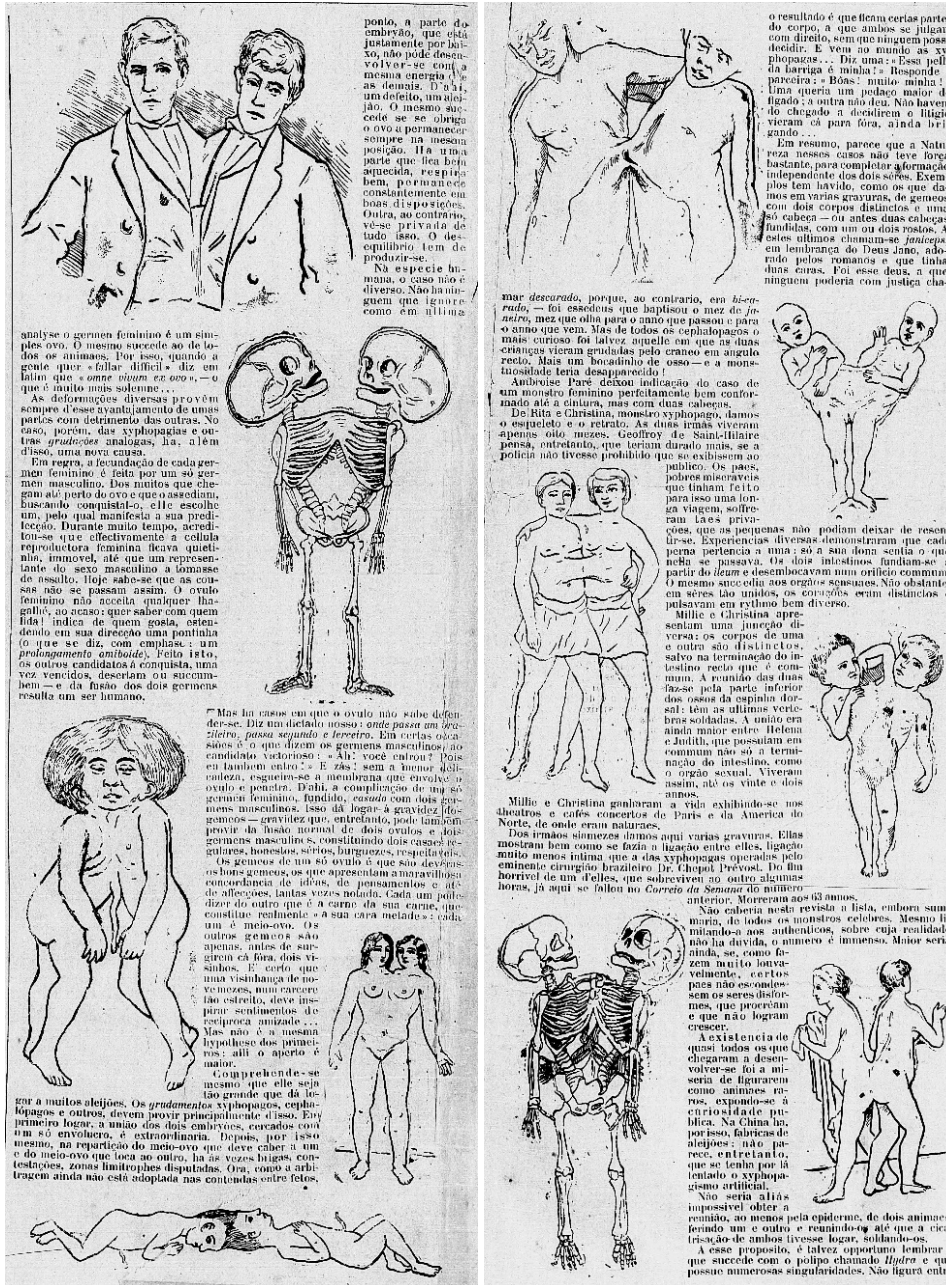 ponto, a parte do
embryão, que está
justamente por bai-
xo, não póde desen-
volver-se com a
mesma energia
as demais. D'ahi,
um defeito, um alei-
jão. O mesmo suc-
cede se se obriga
o ovo a permanecer
sempre na mesma
posição. Ha uma
parte que fica bem
aquecida, respira
bem, permanece
constantemente em
boas disposições.
Outra, ao contrario,
vê-se privada de
tudo isso. O des-
equilibrio tem de
produzir-se.
Na especie hu-
mana, o caso não é
diverso. Não ha nin-
guem que ignore
como em ultima
analyse o germen feminino é um sim-
ples ovo. O mesmo succede ao de to-
dos os animaes. Por isso, quando a
gente quer « fallar difficil » diz em
latim que « omne vivum ex ovo », — o
que é muito mais solemne...
As deformações diversas provêm
sempre d'esse avantajamento de umas
partes com detrimento das outras. No
caso, porém, das xyphopagias e ou-
tras grudações analogas, ha, além
d'isso, uma nova causa.
Em regra, a fecundação de cada ger-
men feminino é feita por um só ger-
men masculino. Dos muitos que che-
gam até perto do ovo e que o assediam,
buscando conquistal-o, elle escolhe
um, pelo qual manifesta a sua predi-
lecção. Durante muito tempo, acredi-
tou-se que effectivamente a cellula
reproductora feminina ficava quieti-
nha, immovel, até que um represen-
tante do sexo masculino a tomasse
de assalto. Hoje sabe-se que as cou-
sas não se passam assim. O ovulo
feminino não acceita qualquer bha-
galhé, ao acaso: quer saber com quem
lida! indica de quem gosta, esten-
dendo em sua direcção uma pontinha
(o que se diz, com emphase: um
prolongamento amiboide). Feito isto,
os outros candidatos á conquista, uma
vez vencidos, desertam ou succum-
bem — e da fusão dos dois germens
resulta um ser humano.
Mas ha casos em que o ovulo não sabe defen-
der-se. Diz um dictado nosso: onde passa um bra-
zileiro, passa segundo e terceiro. Em certas occa-
siões é o que dizem os germens masculinos, ao
candidato victorioso: « Ah! você entrou? Pois
eu tambem entro! » E zás! sem a menor deli-
cadeza, esgueira-se a membrana que envolve o
ovulo e penetra. D'ahi, a complicação de um só
germen feminino, fundido, casado com dois ger-
mens masculinos. Isso dá logar á gravidez do
gemeos — gravidez que, entretanto, pode tambem
provir da fusão normal de dois ovulos e dois
germens masculinos, constituindo dois casaes re-
gulares, honestos, sérios, burguezes, respeitaveis.
Os gemeos de um só ovulo é que são deveras
os bons gemeos, os que apresentam a maravilhosa
concordancia de idéas, de pensamentos e até
de affecções, tantas vezes notada. Cada um póde
dizer do outro que é a carne da sua carne, que
constitue realmente « a sua cara metade »: cada
um é meio-ovo. Os
outros gemeos são
apenas, antes de sur-
girem cá fóra, dois vi-
sinhos. E certo que
uma visinhança de no-
ve mezes, num carcere
tão estreito, deve ins-
pirar sentimentos de
reciproca amizade...
Mas não é a mesma
hypothese dos primei-
ros: alli o aperto é
maior.
Comprehende-se
mesmo que elle seja
tão grande que dá lo-
gar a muitos aleijões. Os grudamentos xyphopagos, cepha-
lópagos e outros, devem provir principalmente d'isso. Em
primeiro logar, a união dos dois embryões, cercados com
um só envolucro, é extraordinaria. Depois, por isso
mesmo, na repartição do meio-ovo que deve caber a um
e do meio-ovo que toca ao outro, ha ás vezes brigas, con-
testações, zonas limitrophes disputadas. Ora, como a arbi-
tragem ainda não está adoptada nas contendas entre fetos,
o resultado é que ficam certas parte
do corpo, a que ambos se julgam
com direito, sem que ninguem poss
decidir. E vem ao mundo as xy
phopagas... Diz uma: « Essa pell
da barriga é minha! » Responde
parceira: « Bôas! muito minha!
Uma queria um pedaço maior d
figado; a outra não deu. Não haven
do chegado a decidirem o litigi
vieram cá para fóra, ainda bri
gando...
Em resumo, parece que a Natu
reza nesses casos não teve força
bastante, para completar a formação
independente dos dois sêres. Exem
plos tem havido, como os que da
mos em varias gravuras, de gemeos
com dois corpos distinctos e uma
só cabeça — ou antes duas cabeças
fundidas, com um ou dois rostos. A
estes ultimos chamam-se janiceps,
em lembrança do Deus Jano, ado-
rado pelos romanos e que tinha
duas caras. Foi esse deus, a que
ninguem poderia com justiça cha-
mar descarado, porque, ao contrario, era bi-ca-
rado, — foi esse deus que baptisou o mez de ja-
neiro, mez que olha para o anno que passou e para
o anno que vem. Mas de todos os cephalopagos o
mais curioso foi talvez aquelle em que as duas
crianças vieram grudadas pelo craneo em angulo
recto. Mais um bocadinho de osso — e a mons-
tuosidade teria desapparecido!
Ambroise Paré deixou indicação do caso de
um monstro feminino perfeitamente bem confor-
mado até á cintura, mas com duas cabeças.
De Rita e Christina, monstro xyphopago, damos
o esqueleto e o retrato. As duas irmãs viveram
apenas oito mezes. Geoffroy de Saint-Hilaire
pensa, entretanto, que teriam durado mais, se a
policia não tivesse prohibido que se exibissem ao
publico. Os paes,
pobres miseraveis
que tinham feito
para isso uma lon-
ga viagem, soffre-
ram taes priva-
ções, que as pequenas não podiam deixar de resen
tir-se. Experiencias diversas demonstraram que cada
perna pertencia a uma: só a sua dona sentia o que
nella se passava. Os dois intestinos fundiam-se a
partir do ileum e desembocavam num orificio commum
O mesmo succedia aos orgãos sensuaes. Não obstante
em sêres tão unidos, os corações eram distinctos e
pulsavam em rythmo bem diverso.
Millie e Christina apre-
sentam uma juncção di-
versa: os corpos de uma
e outra são distinctos,
salvo na terminação do in-
testino recto que é com-
mum. A reunião das duas
faz-se pela parte inferior
dos ossos da espinha dor-
sal: têm as ultimas verte-
bras soldadas. A união era
ainda maior entre Helena
e Judith, que possuiam em
commum não só a termi-
nação do intestino, como
o orgão sexual. Viveram
assim, até os vinte e dois
annos.
Millie e Christina ganharam a vida exhibindo-se nos
theatros e cafés concertos de Paris e da America do
Norte, de onde eram naturaes.
Dos irmãos siamezes damos aqui varias gravuras. Ellas
mostram bem como se fazia a ligação entre elles, ligação
muito menos intima que a das xyphopagas operadas pelo
eminente cirurgião brazileiro Dr. Chapot Prévost. Do fim
horrivel de um d'elles, que sobreviveu ao outro algumas
horas, já aqui se fallou no Correio da Semana do numero
anterior. Morreram aos 63 annos.
Não caberia nesta revista a lista, embora sum
maria, de todos os monstros celebres. Mesmo li
mitando-a aos authenticos, sobre cuja realidade
não ha duvida, o numero é immenso. Maior seri
ainda, se, como fa-
zem muito louva-
velmente, certos
paes não escondes-
sem os seres disfor-
mes, que procrêam
e que não logram
crescer.
A existencia de
quasi todos os que
chegaram a desen-
volver-se foi a mi-
seria de figurarem
como animaes ra-
ros, expondo-se á
curiosidade pu-
blica. Na China ha,
por isso, fabricas de
aleijões: não pa-
rece, entretanto,
que se tenha por lá
tentado o xyphopa-
gismo artificial.
Não seria aliás
impossivel obter a
reunião, ao menos pela epiderme, de dois animae
ferindo um e outro e reunindo-os até que a cica
trisação de ambos tivesse logar, soldando-os.
A esse proposito, é talvez opportuno lembrar
que succede com o polipo chamado Hydra e qu
possue numerosas singularidades. Não figura entr